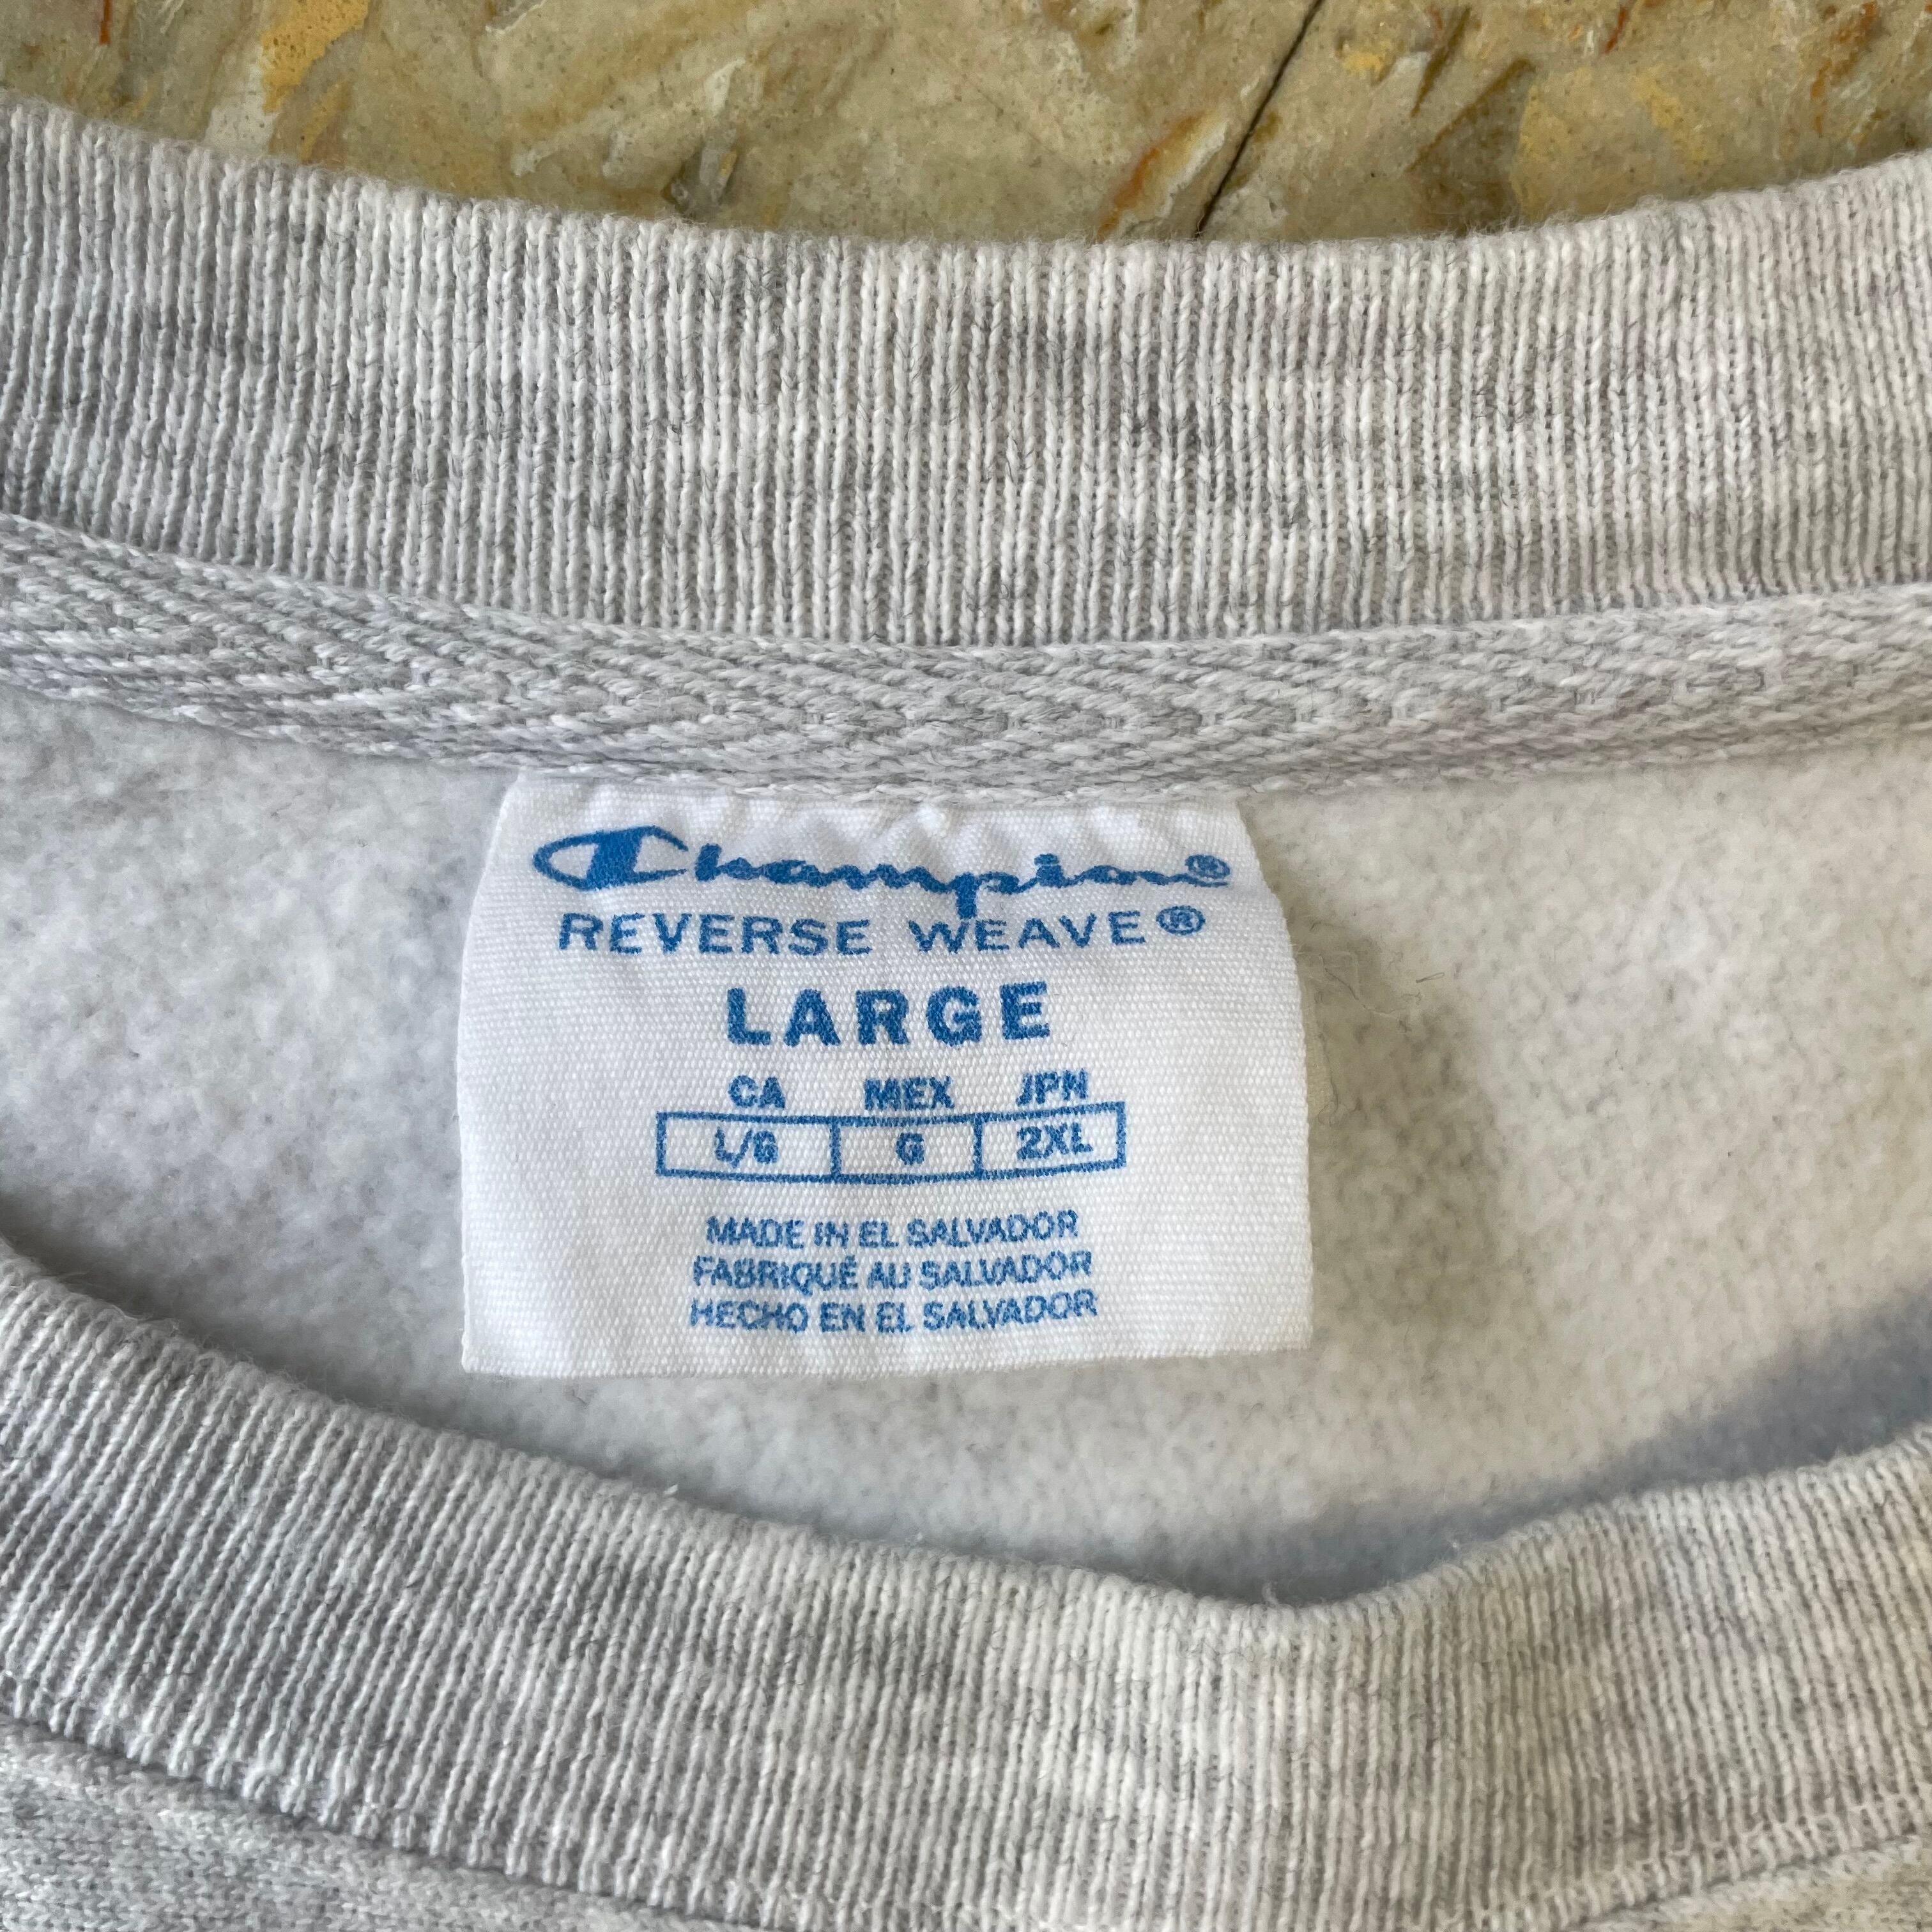 Champion®
REVERSE WEAVE®
LARGE
CA MEX JPN
L/G G 2XL
MADE IN EL SALVADOR
FABRIQUÉ AU SALVADOR
HECHO EN EL SALVADOR